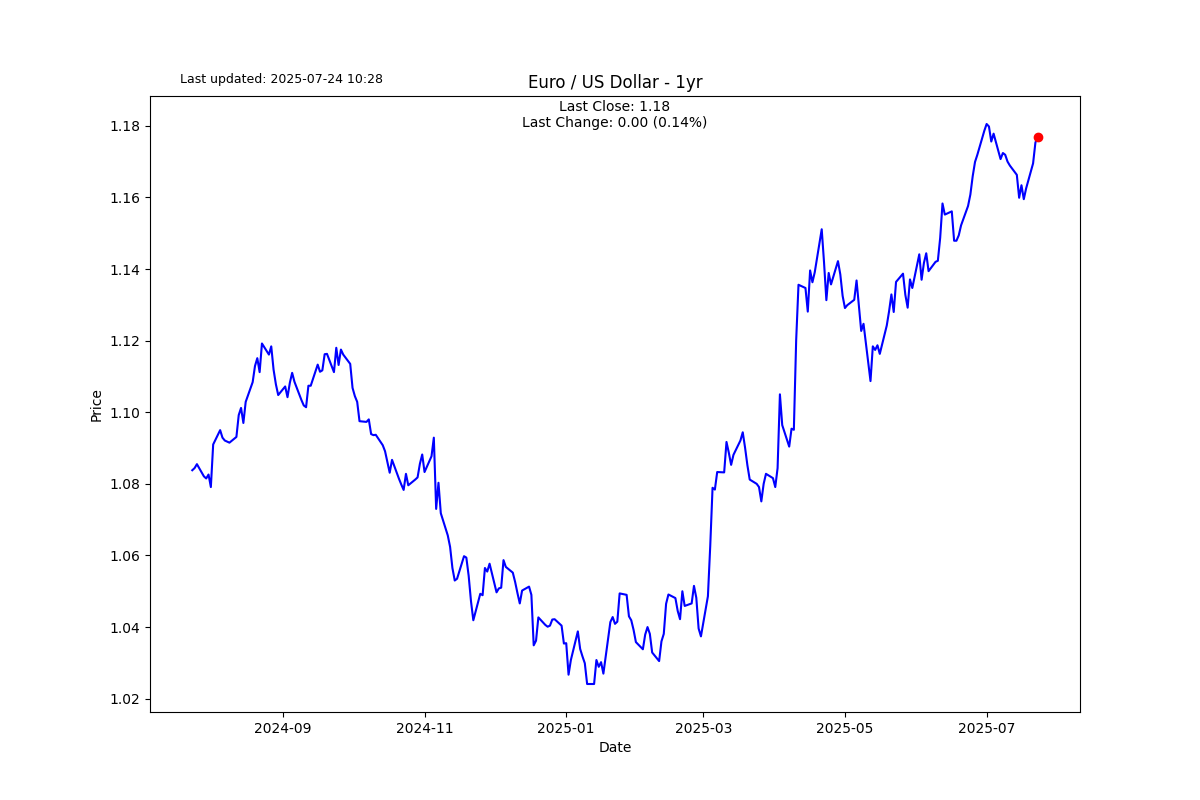 Last updated: 2025-07-24 10:28
Euro / US Dollar - 1yr
Last Close: 1.18
Last Change: 0.00 (0.14%)
Price
1.18
1.16
1.14
1.12
1.10
1.08
1.06
1.04
1.02
2024-09
2024-11
2025-01
2025-03
2025-05
2025-07
Date